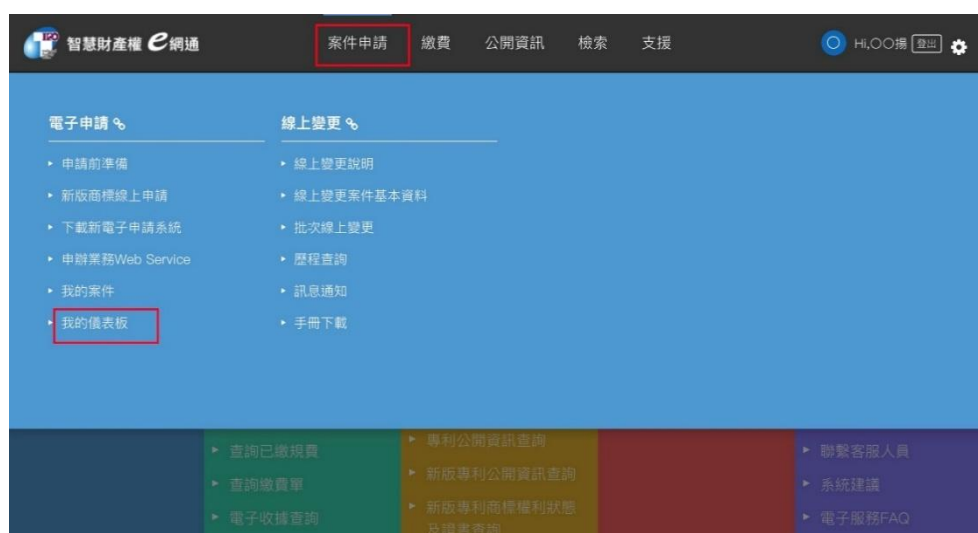 TIPO 智慧財產權 e網通
案件申請 繳費 公開資訊 檢索 支援
Hi,〇〇揚 登出
電子申請
申請前準備
新版商標線上申請
下載新電子申請系統
申辦業務Web Service
我的案件
我的儀表板
線上變更
線上變更說明
線上變更案件基本資料
批次線上變更
歷程查詢
訊息通知
手冊下載
查詢已繳規費
查詢繳費單
電子收據查詢
專利公開資訊查詢
新版專利公開資訊查詢
新版專利商標權利狀態
及證書查詢
聯繫客服人員
系統建議
電子服務FAQ